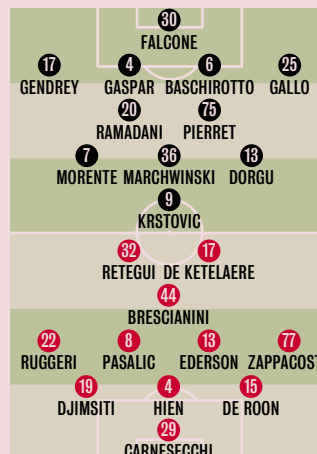 30
FALCONE
17 4 6 25
GENDREY GASPAR BASCHIROTTO GALLO
20 75
RAMADANI PIERRET
7 36 13
MORENTE MARCHWINSKI DORGU
9
KRSTOVIC
32 17
RETEGUI DE KETELAERE
44
BRESCIANINI
22 8 13 77
RUGGERI PASALIC EDERSON ZAPPACOST
19 4 15
DJIMSITI HIEN DE ROON
29
CARNESECCHI